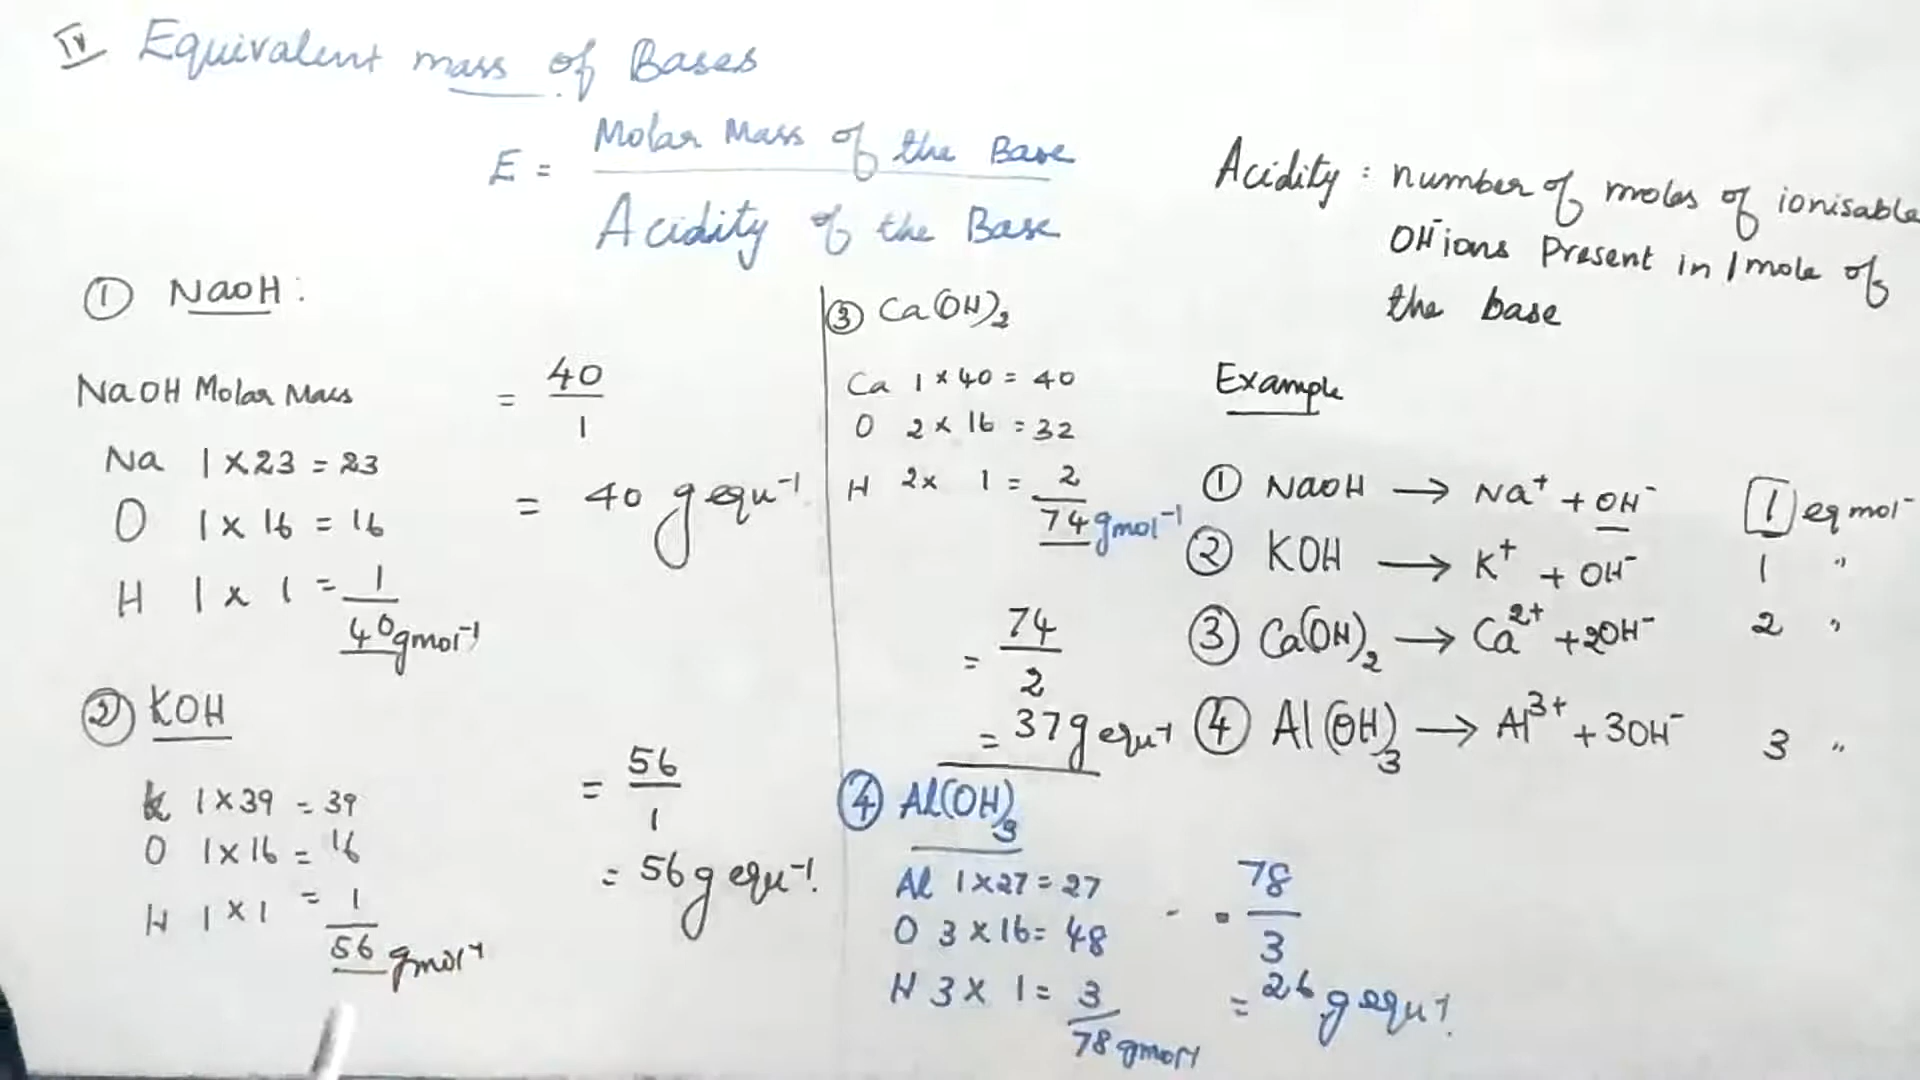 IV Equivalent mass of Bases
E = Molar Mass of the Base
Acidity of the Base
Acidity : number of moles of ionisable
OH⁻ ions Present in 1 mole of
the base
① NaOH :
NaOH Molar Mass
Na 1 × 23 = 23
O 1 × 16 = 16
H 1 × 1 = 1
40 g mol⁻¹
= 40
1
= 40 g equ⁻¹
② KOH
K 1 × 39 = 39
O 1 × 16 = 16
H 1 × 1 = 1
56 g mol⁻¹
= 56
1
= 56 g equ⁻¹.
③ Ca(OH)₂
Ca 1 × 40 = 40
O 2 × 16 = 32
H 2 × 1 = 2
74 g mol⁻¹
= 74
2
= 37 g equ⁻¹
④ Al(OH)₃
Al 1 × 27 = 27
O 3 × 16 = 48
H 3 × 1 = 3
78 g mol⁻¹
= 78
3
= 26 g equ⁻¹.
Example
① NaOH → Na⁺ + OH⁻ 1 eq mol⁻
② KOH → K⁺ + OH⁻ 1 "
③ Ca(OH)₂ → Ca²⁺ + 2OH⁻ 2 "
④ Al(OH)₃ → Al³⁺ + 3OH⁻ 3 "